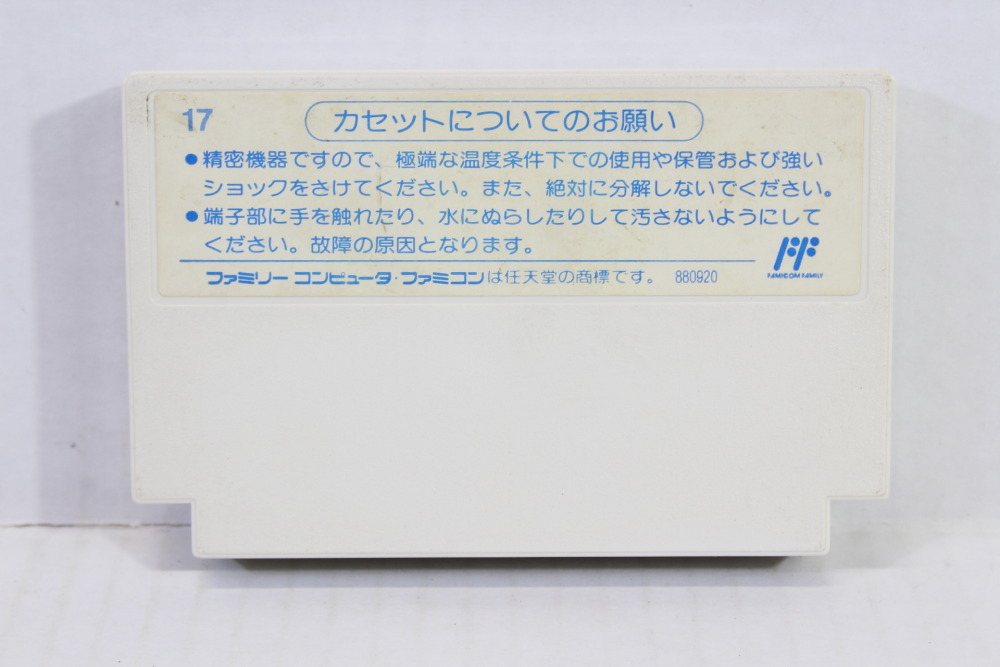 17
カセットについてのお願い
●精密機器ですので、極端な温度条件下での使用や保管および強い
ショックをさけてください。また、絶対に分解しないでください。
●端子部に手を触れたり、水にぬらしたりして汚さないようにして
ください。故障の原因となります。
FF
FAMICOM FAMILY
ファミリーコンピュータ・ファミコンは任天堂の商標です。 880920